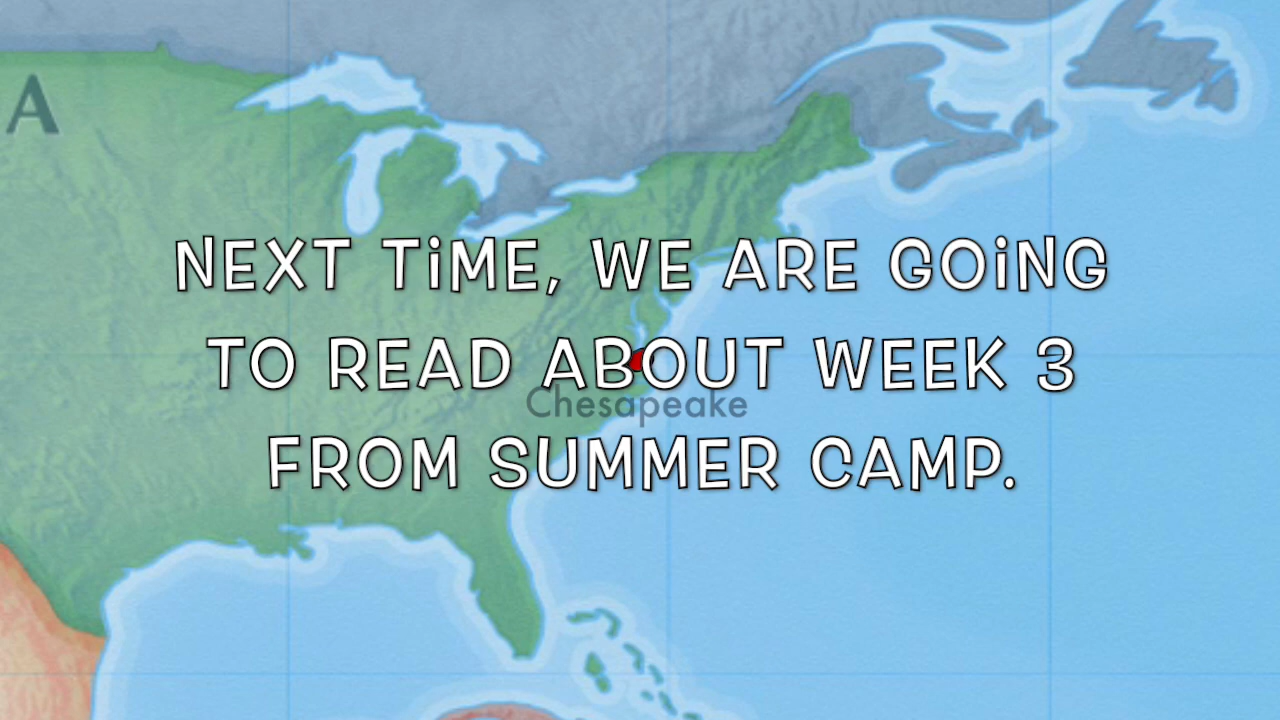 A
NEXT TiME, WE ARE GOiNG
TO READ ABOUT WEEK 3
Chesapeake
FROM SUMMER CAMP.